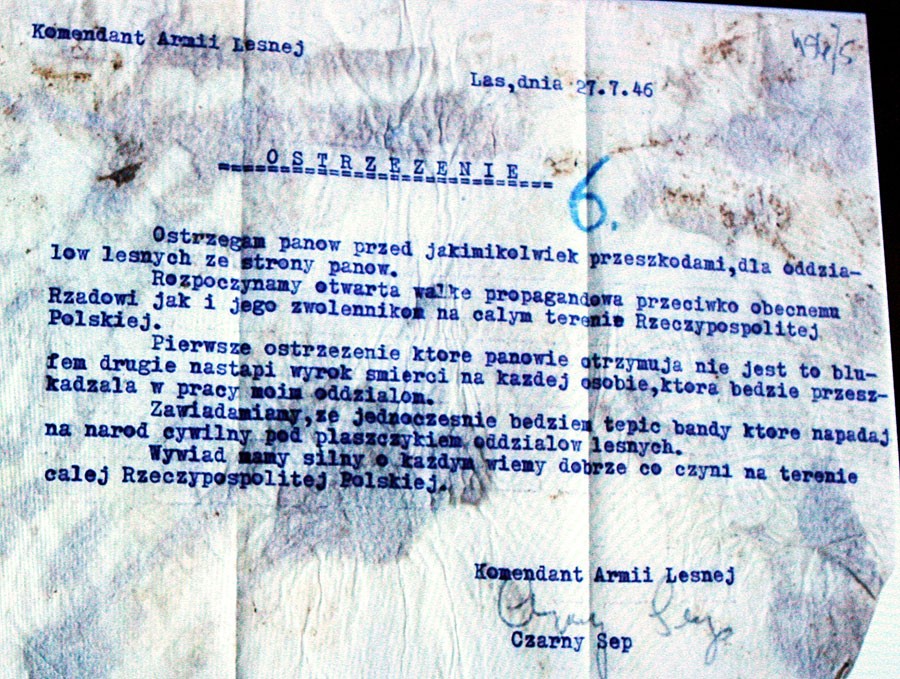 Komendant Armii Lesnej
Las,dnia 27.7.46
O S T R Z E Z E N I E
6.
Ostrzegam panow przed jakimikolwiek przeszkodami,dla oddzia-
low lesnych ze strony panow.
Rozpoczynamy otwarta walke propagandowa przeciwko obecnemu
Rzadowi jak i jego zwolennikom na calym terenie Rzeczypospolitej
Polskiej.
Pierwsze ostrzezenie ktore panowie otrzymuja nie jest to blu-
fem drugie nastapi wyrok smierci na kazdej osobie,ktora bedzie przesz-
kadzala w pracy moim oddzialom.
Zawiadamiamy,ze jednoczesnie bedziem tepic bandy ktore napadaj
na narod cywilny pod plaszczykiem oddzialow lesnych.
Wywiad mamy silny o kazdym wiemy dobrze co czyni na terenie
calej Rzeczypospolitej Polskiej.
Komendant Armii Lesnej
Czarny Sep
Czarny Sep